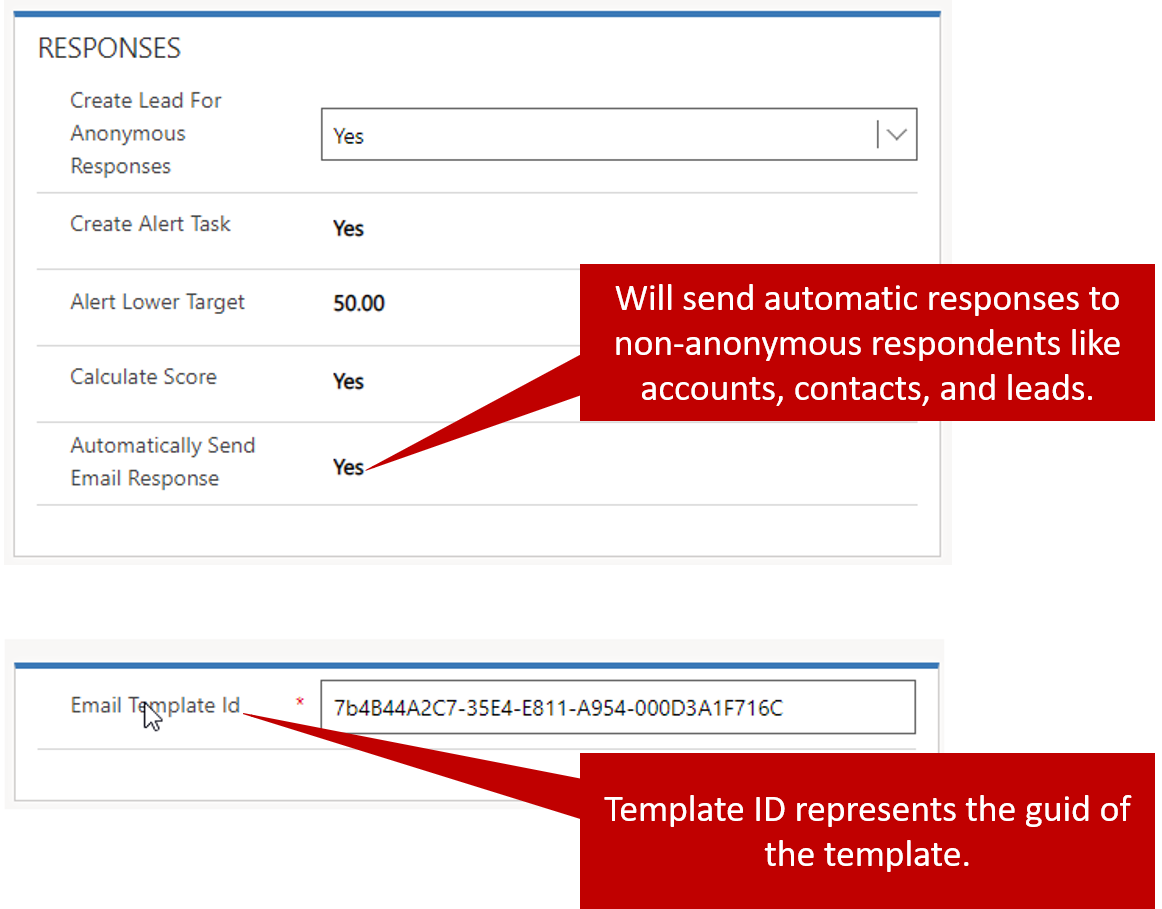 RESPONSES
Create Lead For
Anonymous
Responses
Yes
Create Alert Task
Yes
Alert Lower Target
50.00
Calculate Score
Yes
Automatically Send
Email Response
Yes
Will send automatic responses to
non-anonymous respondents like
accounts, contacts, and leads.
Email Template Id
*
7b4B44A2C7-35E4-E811-A954-000D3A1F716C
Template ID represents the guid of
the template.